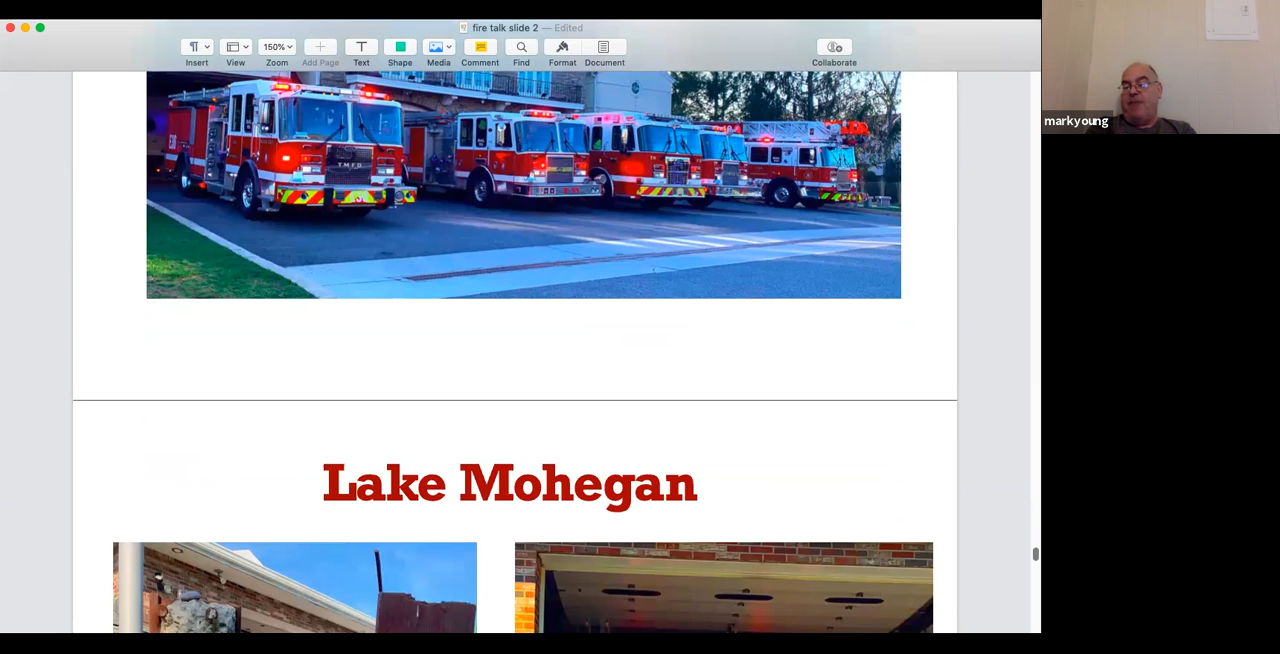 fire talk slide 2 — Edited
150%
Insert View Zoom Add Page Text Shape Media Comment Find Format Document Collaborate
markyoung
TMFD
Lake Mohegan